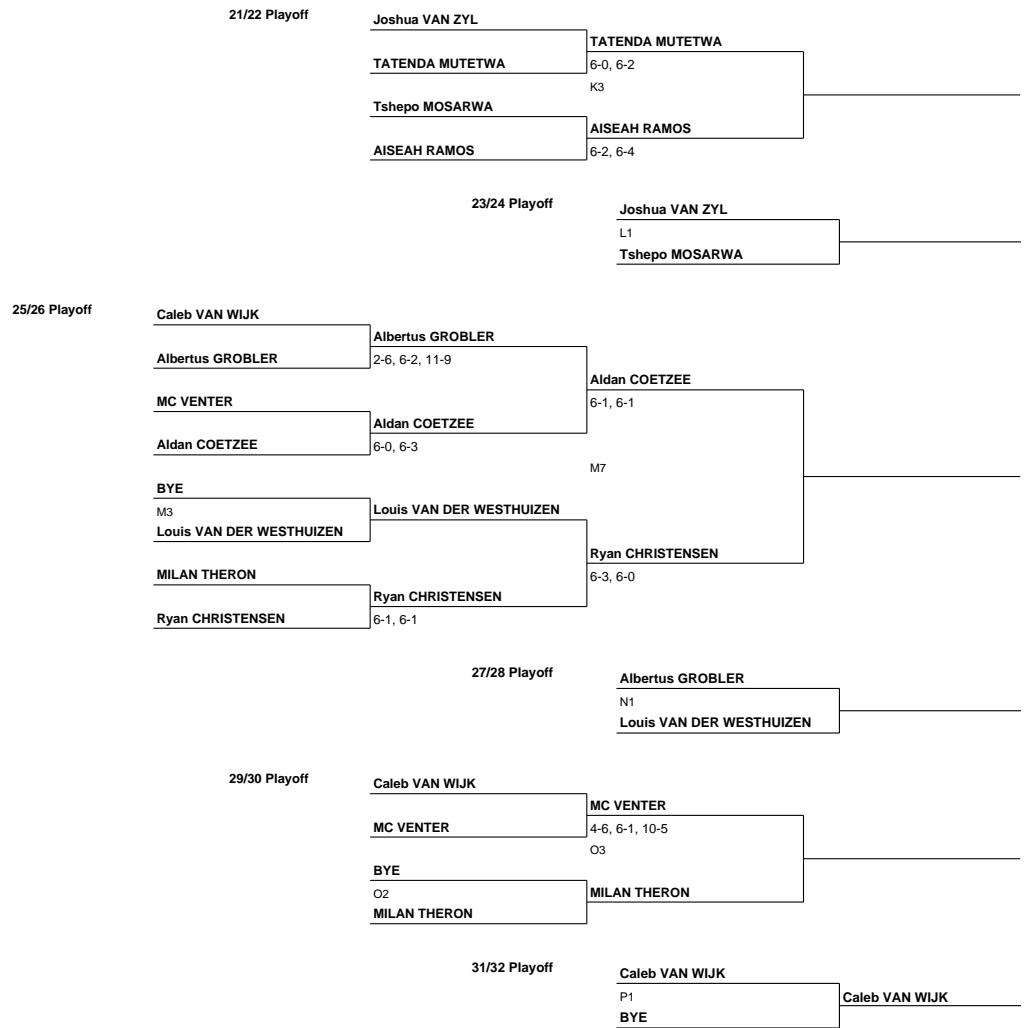 21/22 Playoff
Joshua VAN ZYL
TATENDA MUTETWA
TATENDA MUTETWA
6-0, 6-2
K3
Tshepo MOSARWA
AISEAH RAMOS
AISEAH RAMOS
6-2, 6-4
23/24 Playoff
Joshua VAN ZYL
L1
Tshepo MOSARWA
25/26 Playoff
Caleb VAN WIJK
Albertus GROBLER
Albertus GROBLER
2-6, 6-2, 11-9
Aldan COETZEE
6-1, 6-1
MC VENTER
Aldan COETZEE
Aldan COETZEE
6-0, 6-3
M7
BYE
M3
Louis VAN DER WESTHUIZEN
Louis VAN DER WESTHUIZEN
Ryan CHRISTENSEN
6-3, 6-0
MILAN THERON
Ryan CHRISTENSEN
Ryan CHRISTENSEN
6-1, 6-1
27/28 Playoff
Albertus GROBLER
N1
Louis VAN DER WESTHUIZEN
29/30 Playoff
Caleb VAN WIJK
MC VENTER
MC VENTER
4-6, 6-1, 10-5
O3
BYE
O2
MILAN THERON
MILAN THERON
31/32 Playoff
Caleb VAN WIJK
P1
Caleb VAN WIJK
BYE